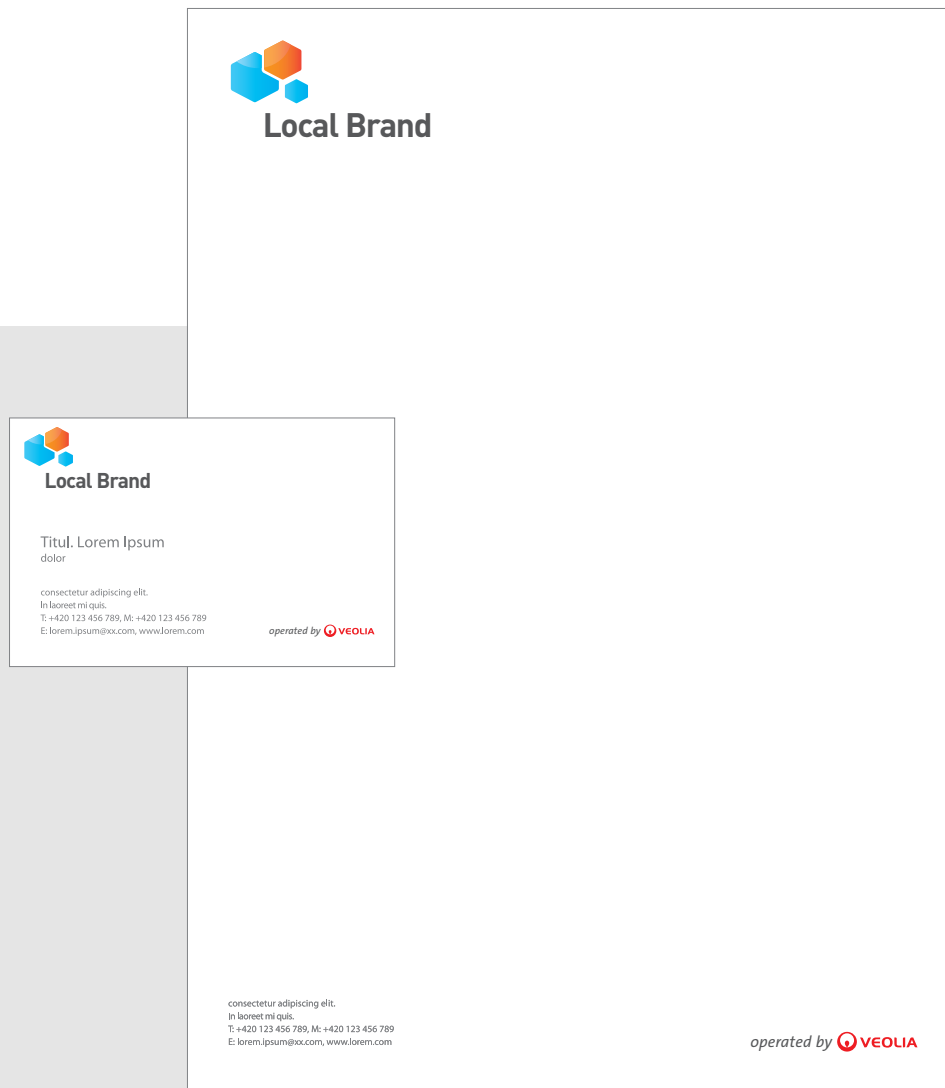 Local Brand
Local Brand
Titul. Lorem Ipsum
dolor
consectetur adipiscing elit.
In laoreet mi quis.
T: +420 123 456 789, M: +420 123 456 789
E: lorem.ipsum@xx.com, www.lorem.com
operated by VEOLIA
consectetur adipiscing elit.
In laoreet mi quis.
T: +420 123 456 789, M: +420 123 456 789
E: lorem.ipsum@xx.com, www.lorem.com
operated by VEOLIA